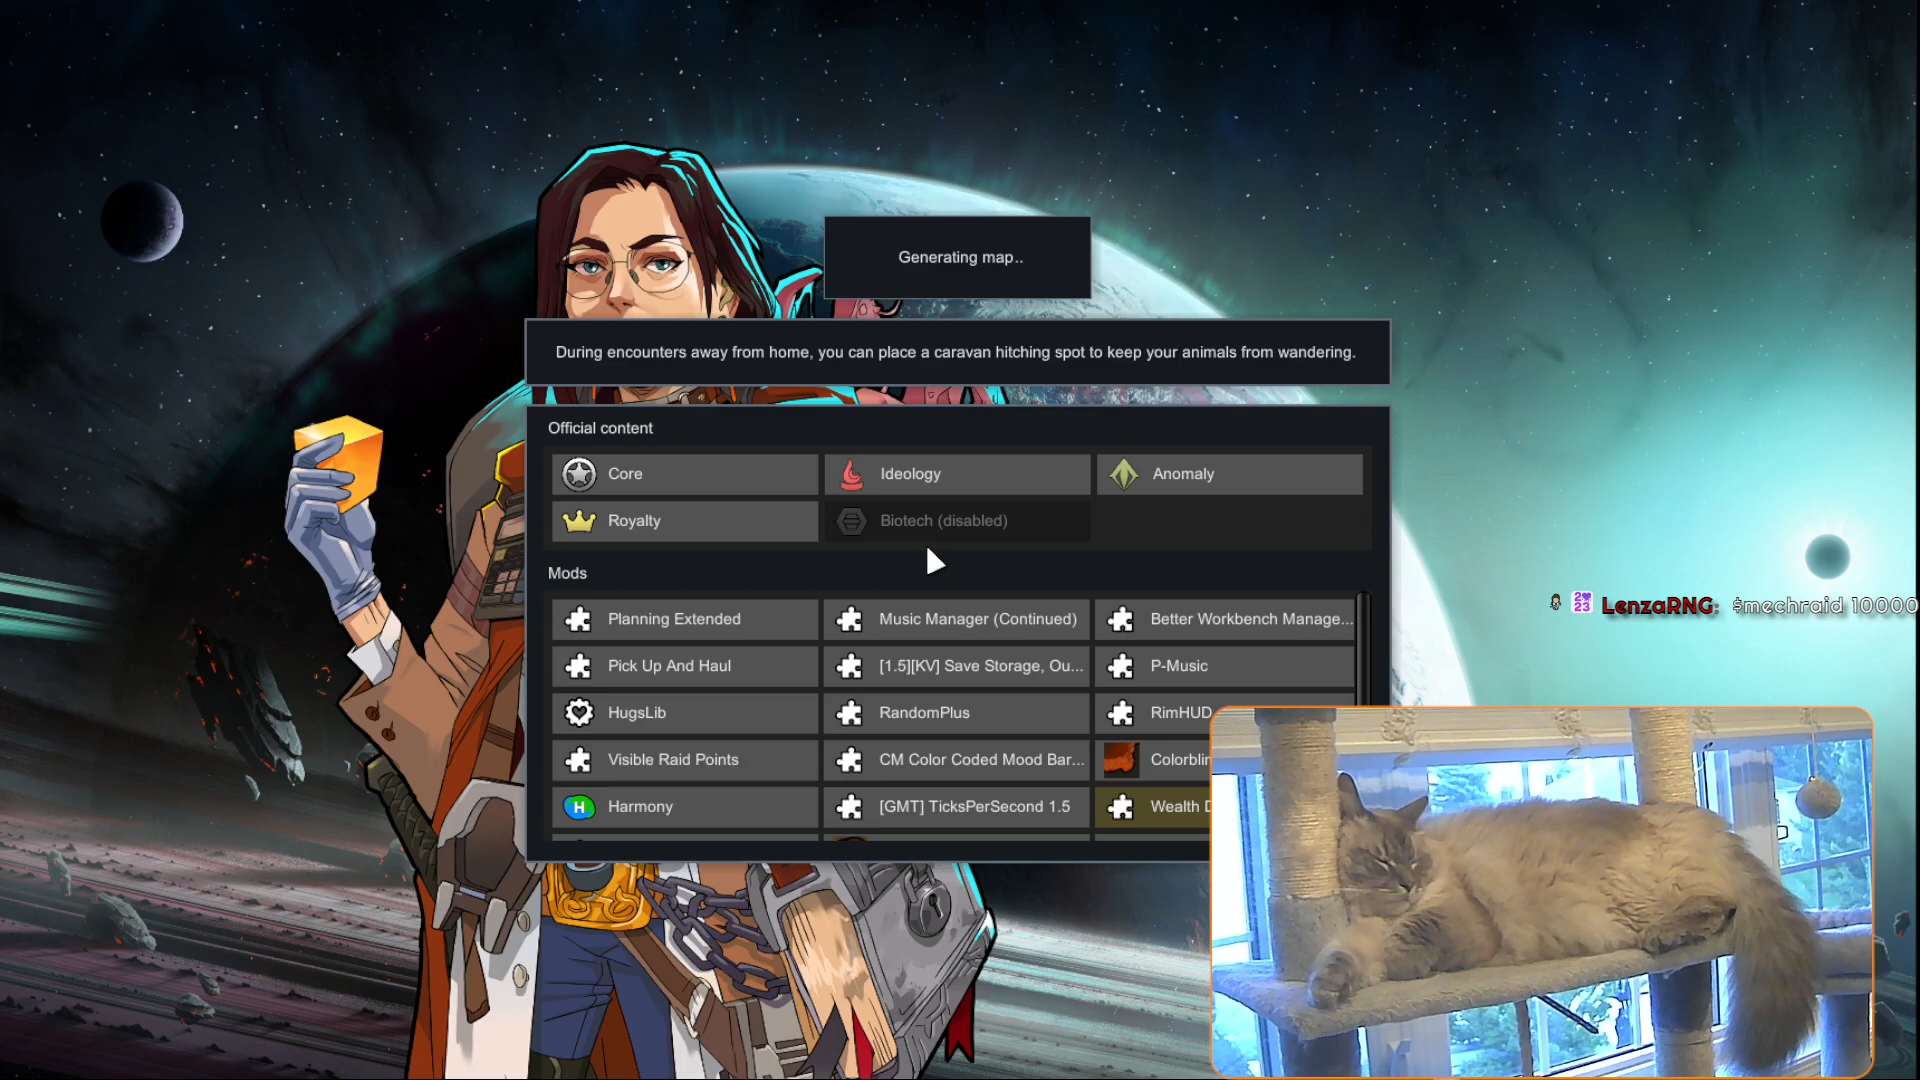 Generating map..
During encounters away from home, you can place a caravan hitching spot to keep your animals from wandering.
Official content
Core
Ideology
Anomaly
Royalty
Biotech (disabled)
Mods
Planning Extended
Music Manager (Continued)
Better Workbench Manage...
Pick Up And Haul
[1.5][KV] Save Storage, Ou...
P-Music
HugsLib
RandomPlus
RimHUD
Visible Raid Points
CM Color Coded Mood Bar...
H Harmony
[GMT] TicksPerSecond 1.5
Wealth
2023 LenzaRNG: $mechraid 10000